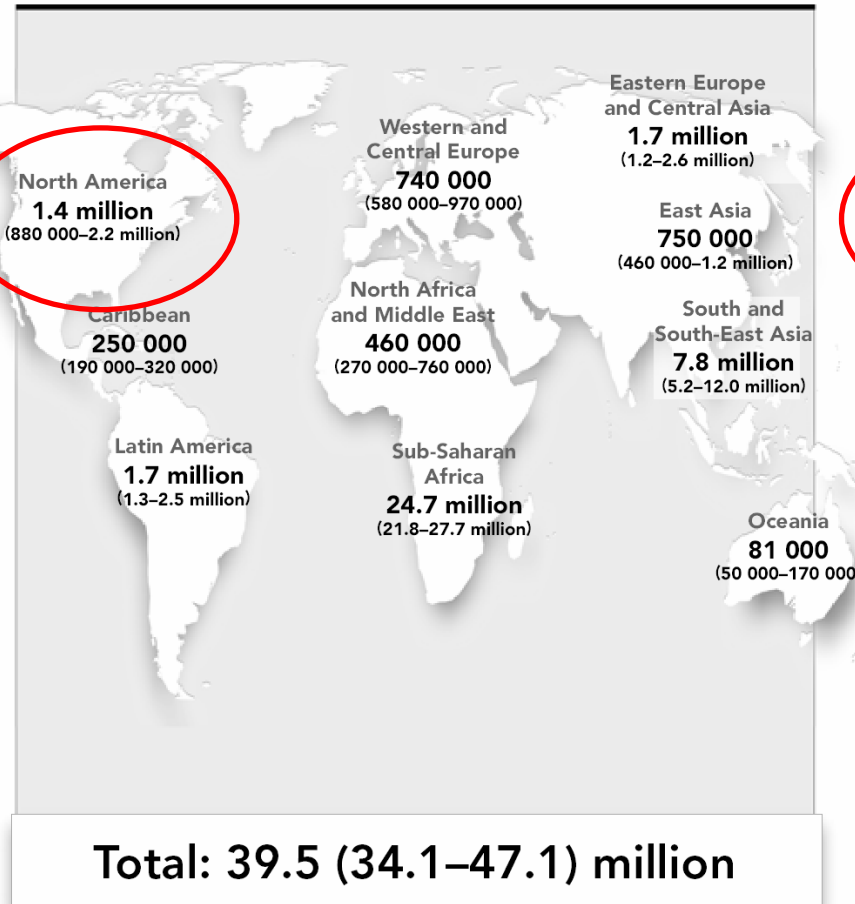 Eastern Europe
and Central Asia
1.7 million
(1.2–2.6 million)
Western and
Central Europe
740 000
(580 000–970 000)
North America
1.4 million
(880 000–2.2 million)
East Asia
750 000
(460 000–1.2 million)
North Africa
and Middle East
460 000
(270 000–760 000)
Caribbean
250 000
(190 000–320 000)
South and
South-East Asia
7.8 million
(5.2–12.0 million)
Latin America
1.7 million
(1.3–2.5 million)
Sub-Saharan
Africa
24.7 million
(21.8–27.7 million)
Oceania
81 000
(50 000–170 000
Total: 39.5 (34.1–47.1) million